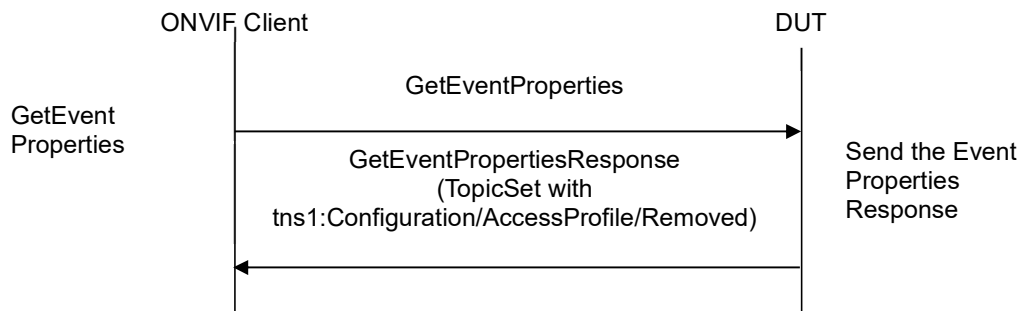 ONVIF Client
DUT
GetEventProperties
GetEvent
Properties
GetEventPropertiesResponse
(TopicSet with
tns1:Configuration/AccessProfile/Removed)
Send the Event
Properties
Response